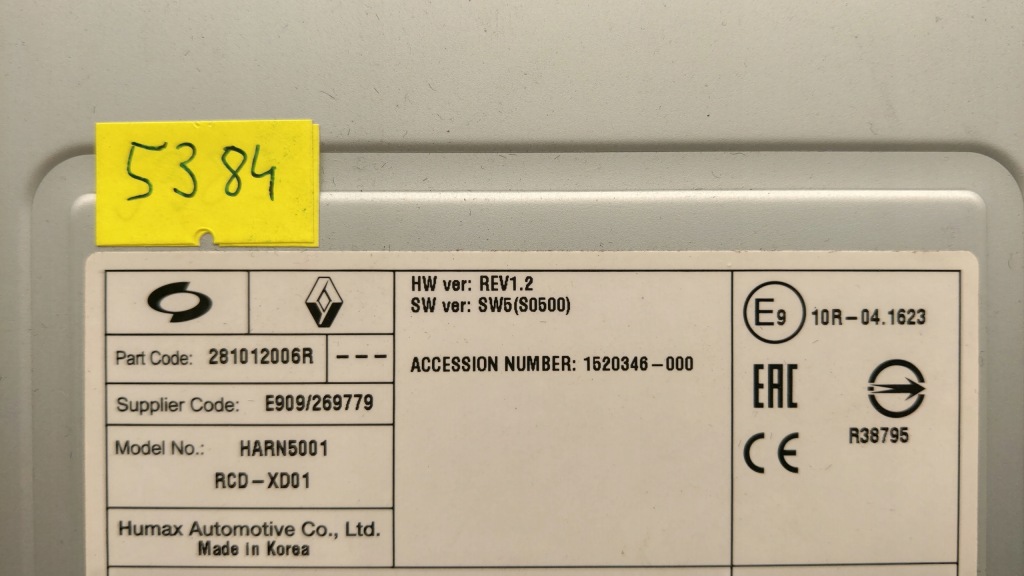 5384
Part Code: 281012006R ---
Supplier Code: E909/269779
Model No.: HARN5001
RCD-XD01
Humax Automotive Co., Ltd.
Made in Korea
HW ver: REV1.2
SW ver: SW5(S0500)
ACCESSION NUMBER: 1520346-000
E9 10R-04.1623
EAC
R38795
CE